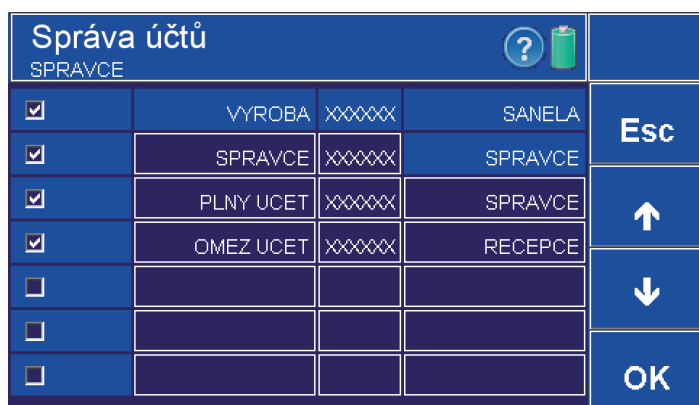 Správa účtů
SPRAVCE
?
VYROBA XXXXXX SANELA
SPRAVCE XXXXXX SPRAVCE
PLNY UCET XXXXXX SPRAVCE
OMEZ UCET XXXXXX RECEPCE
Esc
OK